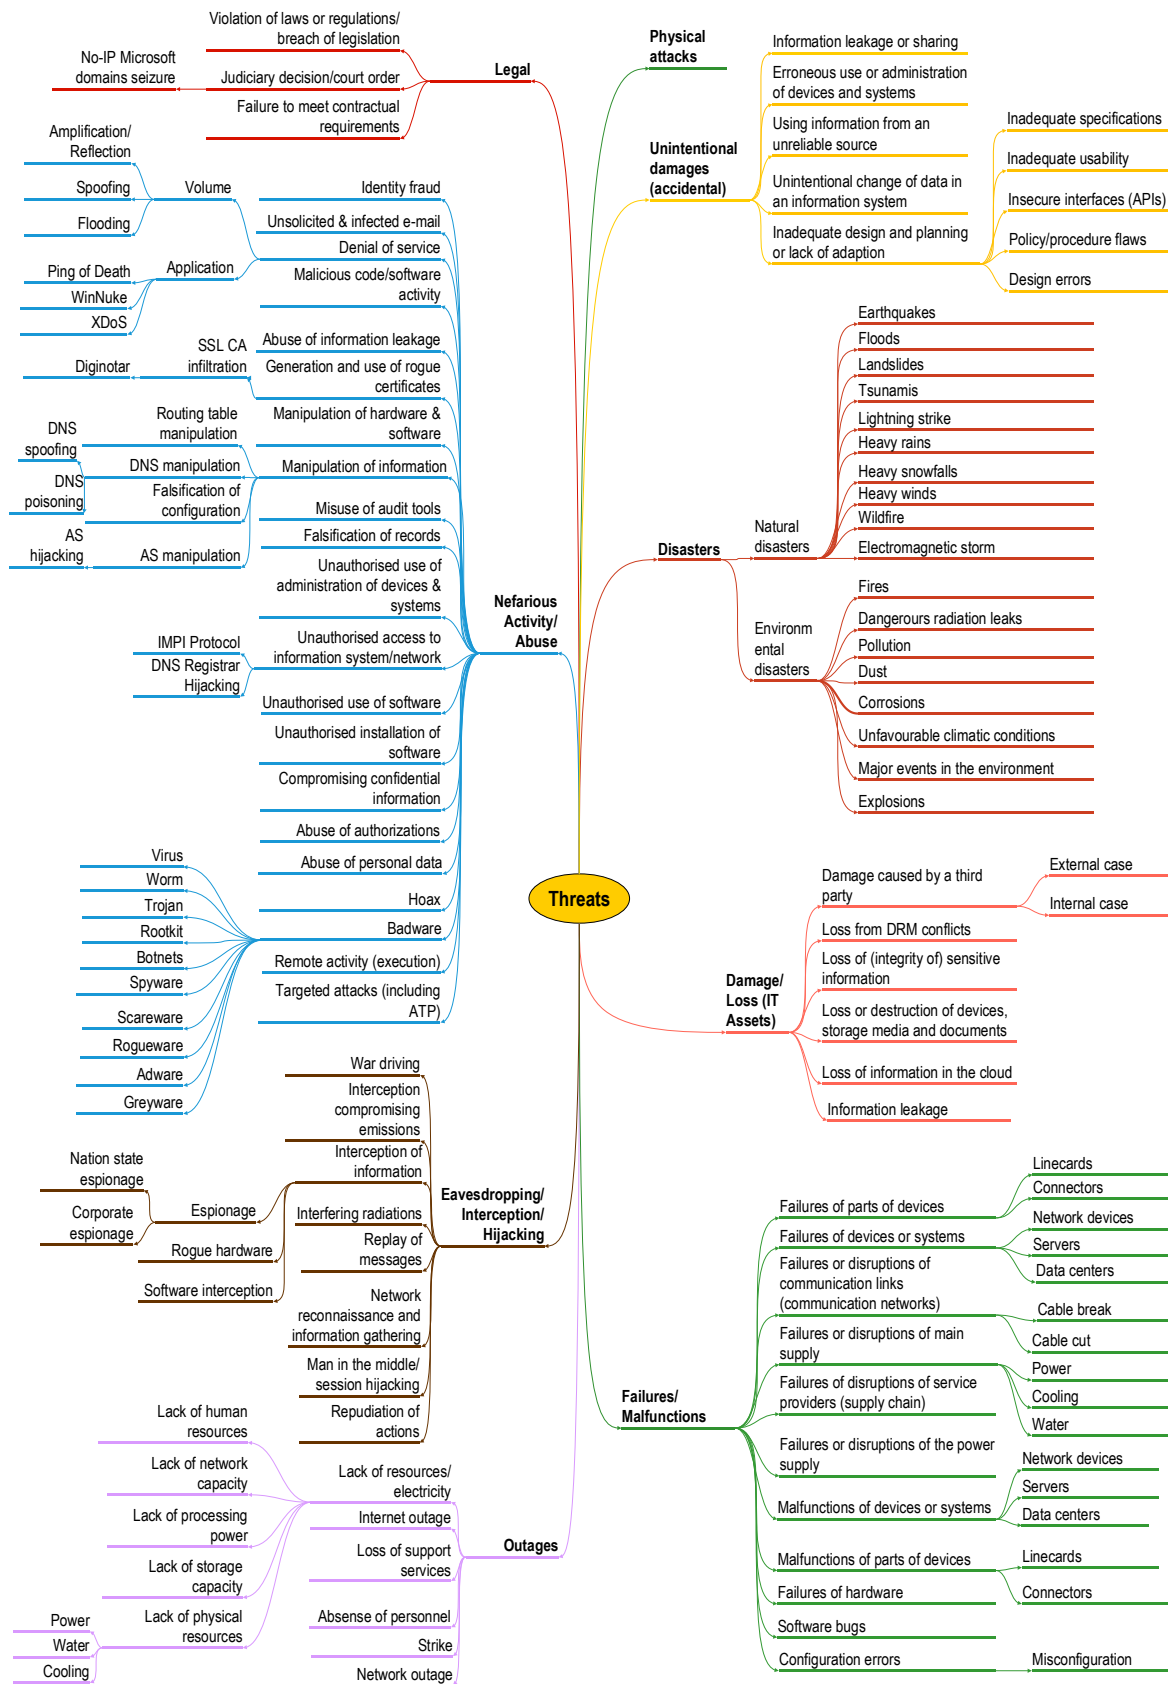 Threats
Legal
Violation of laws or regulations/
breach of legislation
Judiciary decision/court order
No-IP Microsoft
domains seizure
Failure to meet contractual
requirements
Nefarious
Activity/
Abuse
Identity fraud
Unsolicited & infected e-mail
Denial of service
Volume
Amplification/
Reflection
Spoofing
Flooding
Application
Ping of Death
WinNuke
XDoS
Malicious code/software
activity
Abuse of information leakage
Generation and use of rogue
certificates
SSL CA
infiltration
Diginotar
Manipulation of hardware &
software
Manipulation of information
Routing table
manipulation
DNS manipulation
DNS
spoofing
DNS
poisoning
Falsification of
configuration
AS manipulation
AS
hijacking
Misuse of audit tools
Falsification of records
Unauthorised use of
administration of devices &
systems
Unauthorised access to
information system/network
IMPI Protocol
DNS Registrar
Hijacking
Unauthorised use of software
Unauthorised installation of
software
Compromising confidential
information
Abuse of authorizations
Abuse of personal data
Hoax
Badware
Virus
Worm
Trojan
Rootkit
Botnets
Spyware
Scareware
Rogueware
Adware
Greyware
Remote activity (execution)
Targeted attacks (including
ATP)
Eavesdropping/
Interception/
Hijacking
War driving
Interception
compromising
emissions
Interception of
information
Espionage
Nation state
espionage
Corporate
espionage
Rogue hardware
Software interception
Interfering radiations
Replay of
messages
Network
reconnaissance and
information gathering
Man in the middle/
session hijacking
Repudiation of
actions
Outages
Lack of resources/
electricity
Lack of human
resources
Lack of network
capacity
Lack of processing
power
Lack of storage
capacity
Lack of physical
resources
Power
Water
Cooling
Internet outage
Loss of support
services
Absence of personnel
Strike
Network outage
Physical
attacks
Unintentional
damages
(accidental)
Information leakage or sharing
Erroneous use or administration
of devices and systems
Using information from an
unreliable source
Unintentional change of data in
an information system
Inadequate design and planning
or lack of adaption
Inadequate specifications
Inadequate usability
Insecure interfaces (APIs)
Policy/procedure flaws
Design errors
Disasters
Natural
disasters
Earthquakes
Floods
Landslides
Tsunamis
Lightning strike
Heavy rains
Heavy snowfalls
Heavy winds
Wildfire
Electromagnetic storm
Environm
ental
disasters
Fires
Dangerours radiation leaks
Pollution
Dust
Corrosions
Unfavourable climatic conditions
Major events in the environment
Explosions
Damage/
Loss (IT
Assets)
Damage caused by a third
party
External case
Internal case
Loss from DRM conflicts
Loss of (integrity of) sensitive
information
Loss or destruction of devices,
storage media and documents
Loss of information in the cloud
Information leakage
Failures/
Malfunctions
Failures of parts of devices
Linecards
Connectors
Failures of devices or systems
Network devices
Servers
Data centers
Failures or disruptions of
communication links
(communication networks)
Cable break
Cable cut
Failures or disruptions of main
supply
Power
Cooling
Water
Failures of disruptions of service
providers (supply chain)
Failures or disruptions of the power
supply
Malfunctions of devices or systems
Network devices
Servers
Data centers
Malfunctions of parts of devices
Linecards
Connectors
Failures of hardware
Software bugs
Configuration errors
Misconfiguration